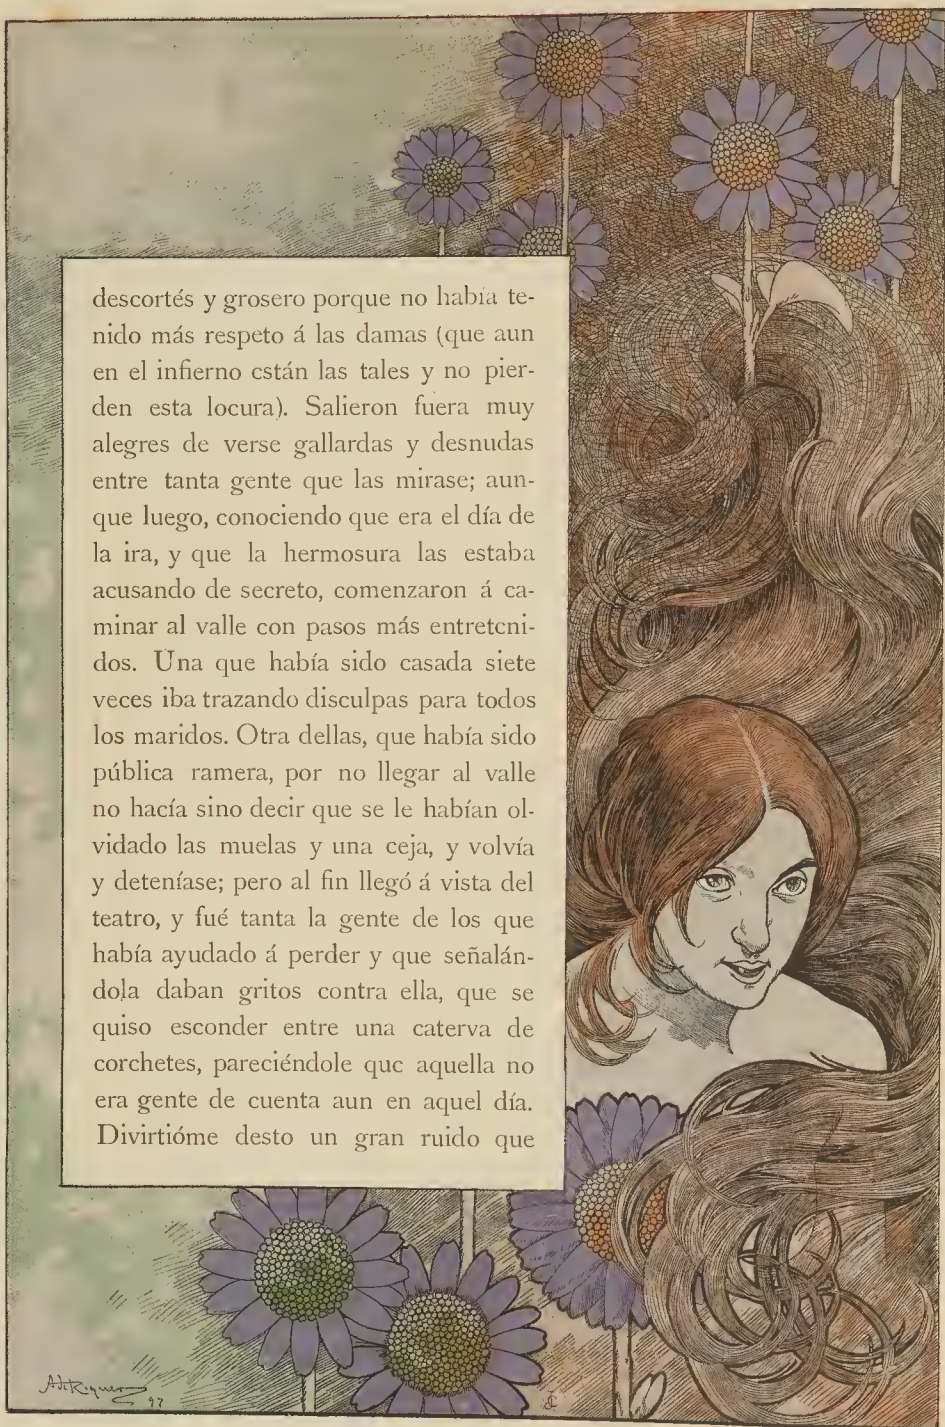 descortés y grosero porque no había te-
nido más respeto á las damas (que aun
en el infierno están las tales y no pier-
den esta locura). Salieron fuera muy
alegres de verse gallardas y desnudas
entre tanta gente que las mirase; aun-
que luego, conociendo que era el día de
la ira, y que la hermosura las estaba
acusando de secreto, comenzaron á ca-
minar al valle con pasos más entreteni-
dos. Una que había sido casada siete
veces iba trazando disculpas para todos
los maridos. Otra dellas, que había sido
pública ramera, por no llegar al valle
no hacía sino decir que se le habían ol-
vidado las muelas y una ceja, y volvía
y deteníase; pero al fin llegó á vista del
teatro, y fué tanta la gente de los que
había ayudado á perder y que señalán-
dola daban gritos contra ella, que se
quiso esconder entre una caterva de
corchetes, pareciéndole que aquella no
era gente de cuenta aun en aquel día.
Divirtióme desto un gran ruido que
A. de Riquer
97